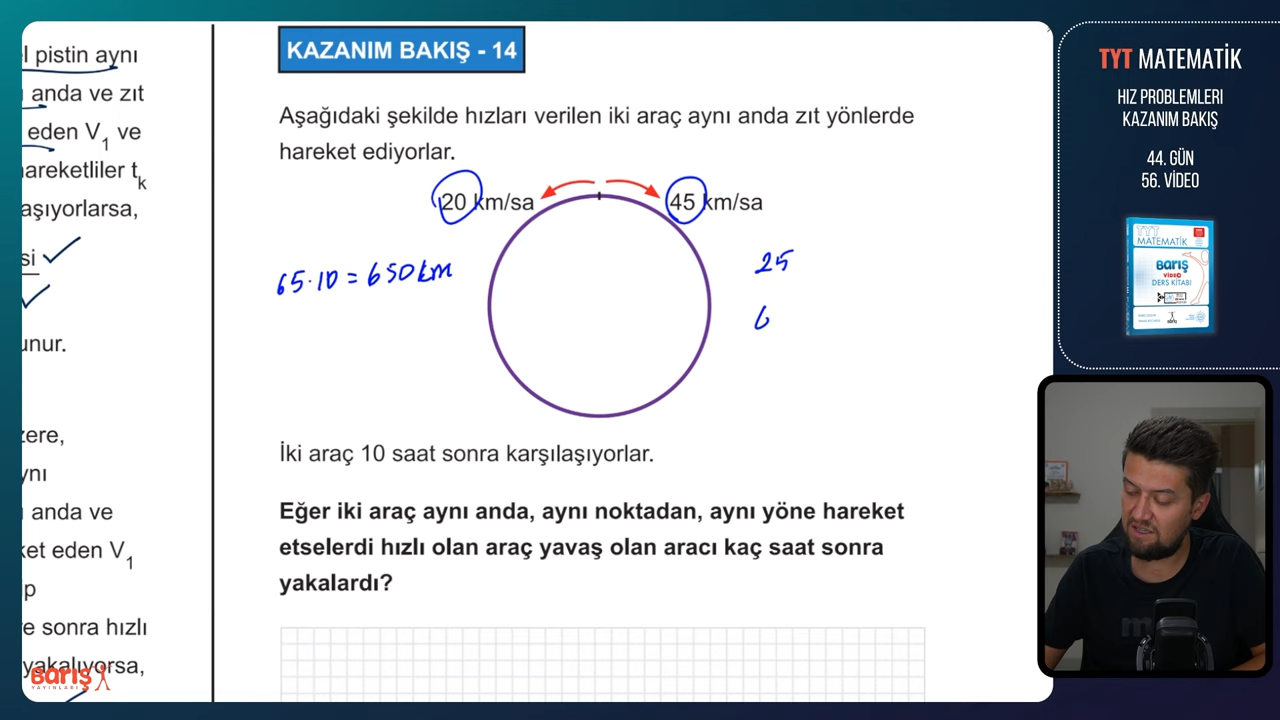 l pistin aynı
anda ve zıt
eden V1 ve
hareketliler tk
aşıyorlarsa,
si
unur.
zere,
ynı
anda ve
ket eden V1
p
e sonra hızlı
yakalıyorsa,
BARIŞ
YAYINLARI
KAZANIM BAKIŞ - 14
Aşağıdaki şekilde hızları verilen iki araç aynı anda zıt yönlerde
hareket ediyorlar.
20 km/sa
45 km/sa
65·10 = 650 km
25
6
İki araç 10 saat sonra karşılaşıyorlar.
Eğer iki araç aynı anda, aynı noktadan, aynı yöne hareket
etselerdi hızlı olan araç yavaş olan aracı kaç saat sonra
yakalardı?
TYT MATEMATİK
HIZ PROBLEMLERI
KAZANIM BAKIŞ
44. GÜN
56. VİDEO
TYT
MATEMATİK
BARIŞ
VİDEO
DERS KİTABI